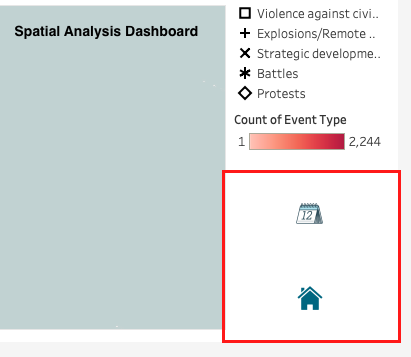 Spatial Analysis Dashboard
Violence against civi..
Explosions/Remote ..
Strategic developme..
Battles
Protests
Count of Event Type
1 2,244
12